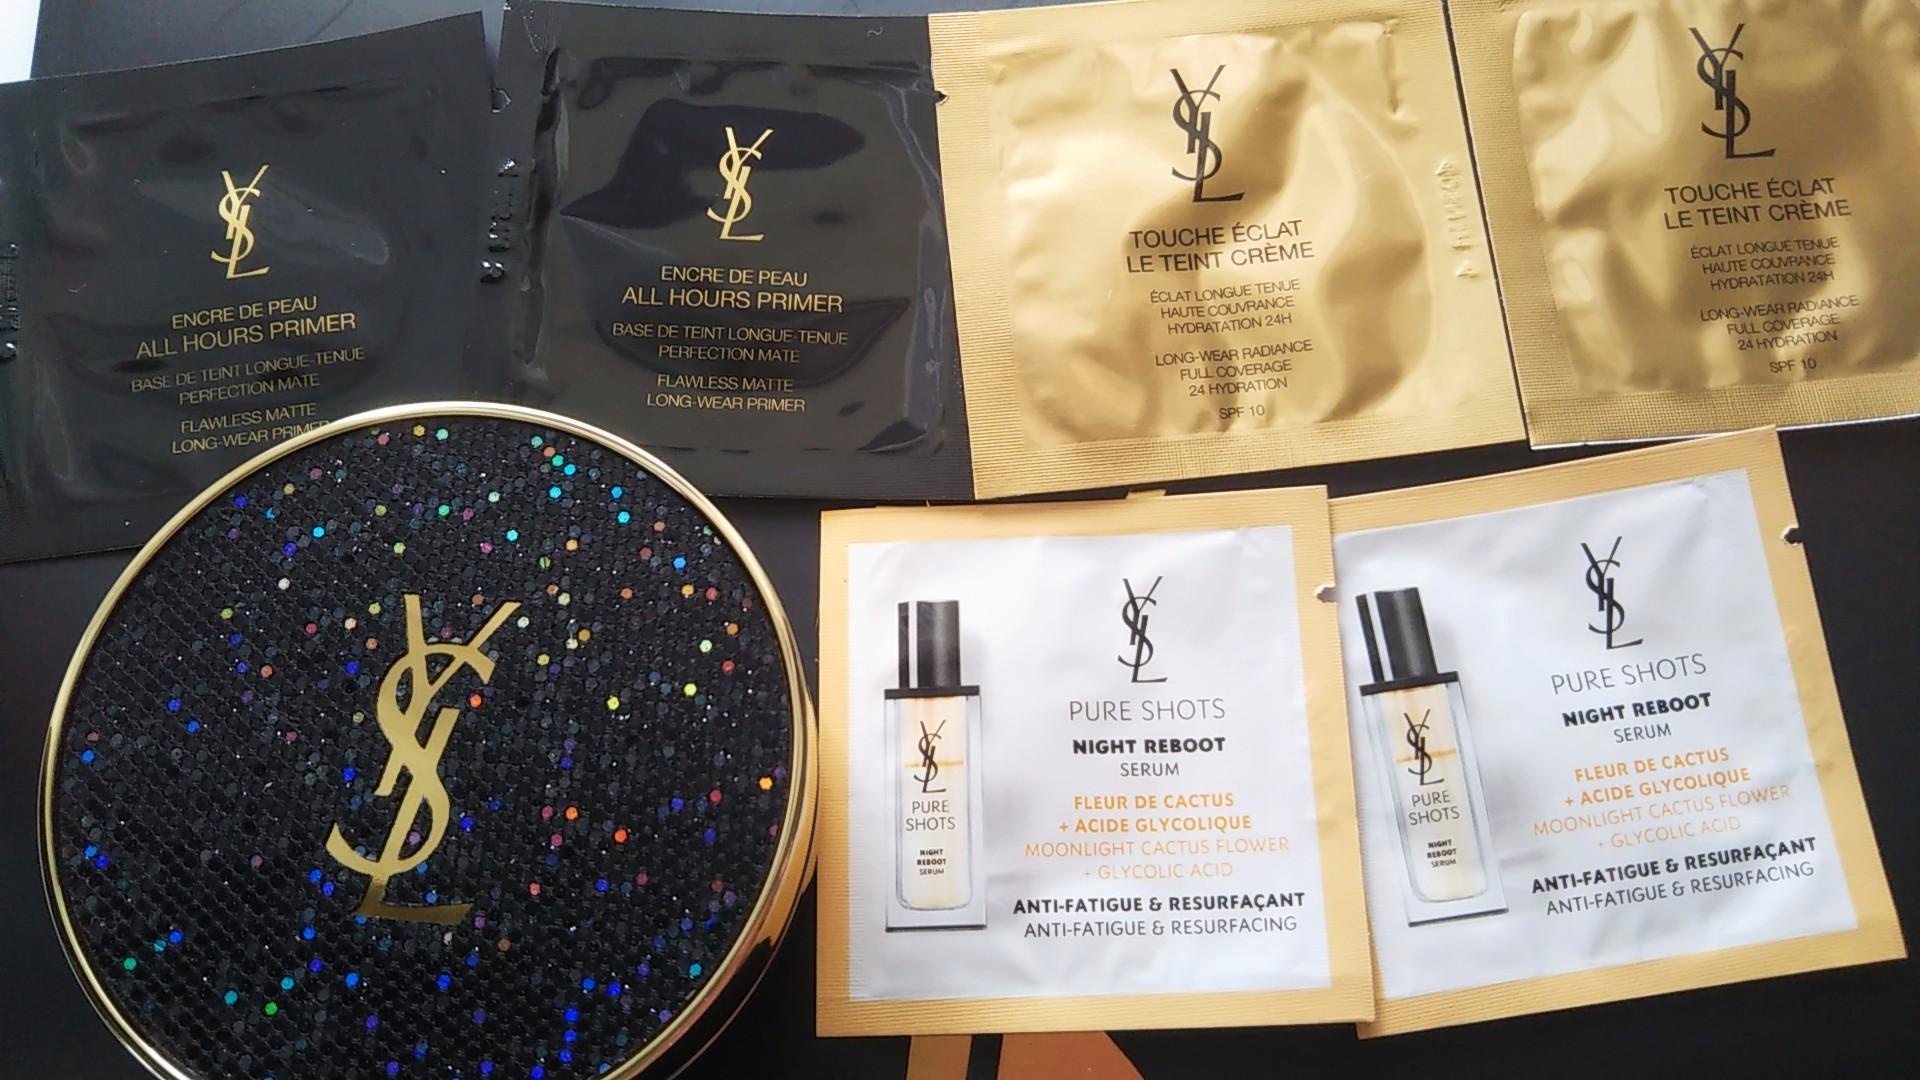 YSL
ENCRE DE PEAU
ALL HOURS PRIMER
BASE DE TEINT LONGUE-TENUE
PERFECTION MATE
FLAWLESS MATTE
LONG-WEAR PRIMER
YSL
ENCRE DE PEAU
ALL HOURS PRIMER
BASE DE TEINT LONGUE-TENUE
PERFECTION MATE
FLAWLESS MATTE
LONG-WEAR PRIMER
YSL
TOUCHE ÉCLAT
LE TEINT CRÈME
ÉCLAT LONGUE TENUE
HAUTE COUVRANCE
HYDRATATION 24H
LONG-WEAR RADIANCE
FULL COVERAGE
24 HYDRATION
SPF 10
YSL
TOUCHE ÉCLAT
LE TEINT CRÈME
ÉCLAT LONGUE TENUE
HAUTE COUVRANCE
HYDRATATION 24H
LONG-WEAR RADIANCE
FULL COVERAGE
24 HYDRATION
SPF 10
YSL
YSL
PURE
SHOTS
NIGHT
REBOOT
SERUM
YSL
PURE SHOTS
NIGHT REBOOT
SERUM
FLEUR DE CACTUS
+ ACIDE GLYCOLIQUE
MOONLIGHT CACTUS FLOWER
+ GLYCOLIC ACID
ANTI-FATIGUE & RESURFAÇANT
ANTI-FATIGUE & RESURFACING
YSL
PURE
SHOTS
NIGHT
REBOOT
SERUM
YSL
PURE SHOTS
NIGHT REBOOT
SERUM
FLEUR DE CACTUS
+ ACIDE GLYCOLIQUE
MOONLIGHT CACTUS FLOWER
+ GLYCOLIC ACID
ANTI-FATIGUE & RESURFAÇANT
ANTI-FATIGUE & RESURFACING